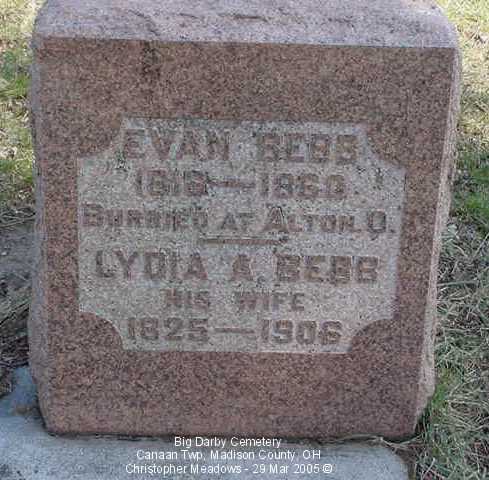 EVAN BEBB
1816—1860
BURRIED AT ALTON, O.
LYDIA A. BEBB
HIS WIFE
1825—1906
Big Darby Cemetery
Canaan Twp, Madison County, OH
Christopher Meadows - 29 Mar 2005 ©